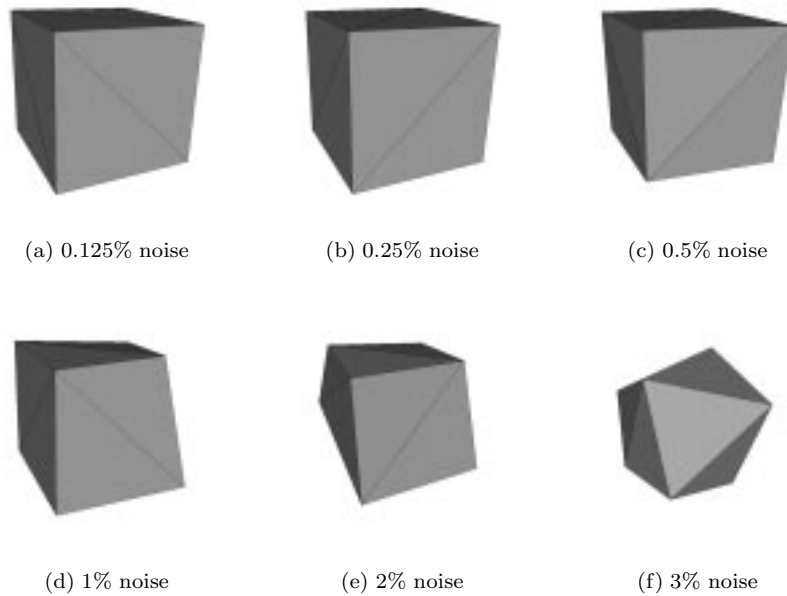 (a) 0.125% noise
(b) 0.25% noise
(c) 0.5% noise
(d) 1% noise
(e) 2% noise
(f) 3% noise